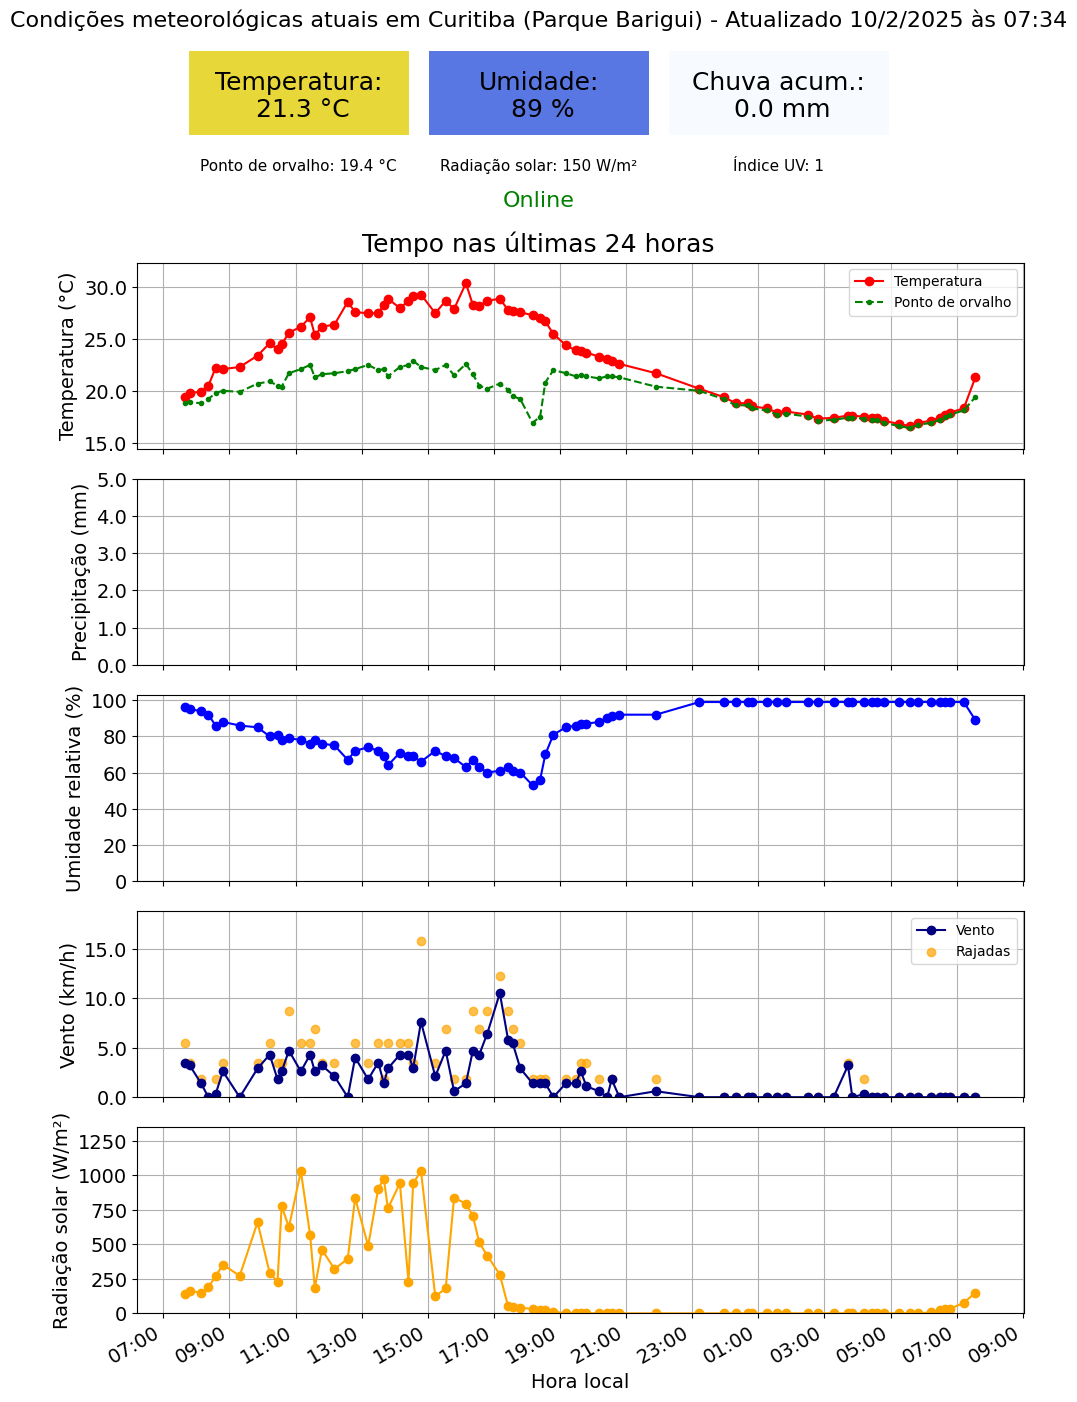 Condições meteorológicas atuais em Curitiba (Parque Barigui) - Atualizado 10/2/2025 às 07:34
Temperatura:
21.3 °C
Umidade:
89 %
Chuva acum.:
0.0 mm
Ponto de orvalho: 19.4 °C
Radiação solar: 150 W/m²
Índice UV: 1
Online
Tempo nas últimas 24 horas
Temperatura (°C)
30.0
25.0
20.0
15.0
Temperatura
Ponto de orvalho
Precipitação (mm)
5.0
4.0
3.0
2.0
1.0
0.0
Umidade relativa (%)
100
80
60
40
20
0
Vento (km/h)
15.0
10.0
5.0
0.0
Vento
Rajadas
Radiação solar (W/m²)
1250
1000
750
500
250
0
07:00
09:00
11:00
13:00
15:00
17:00
19:00
21:00
23:00
01:00
03:00
05:00
07:00
09:00
Hora local